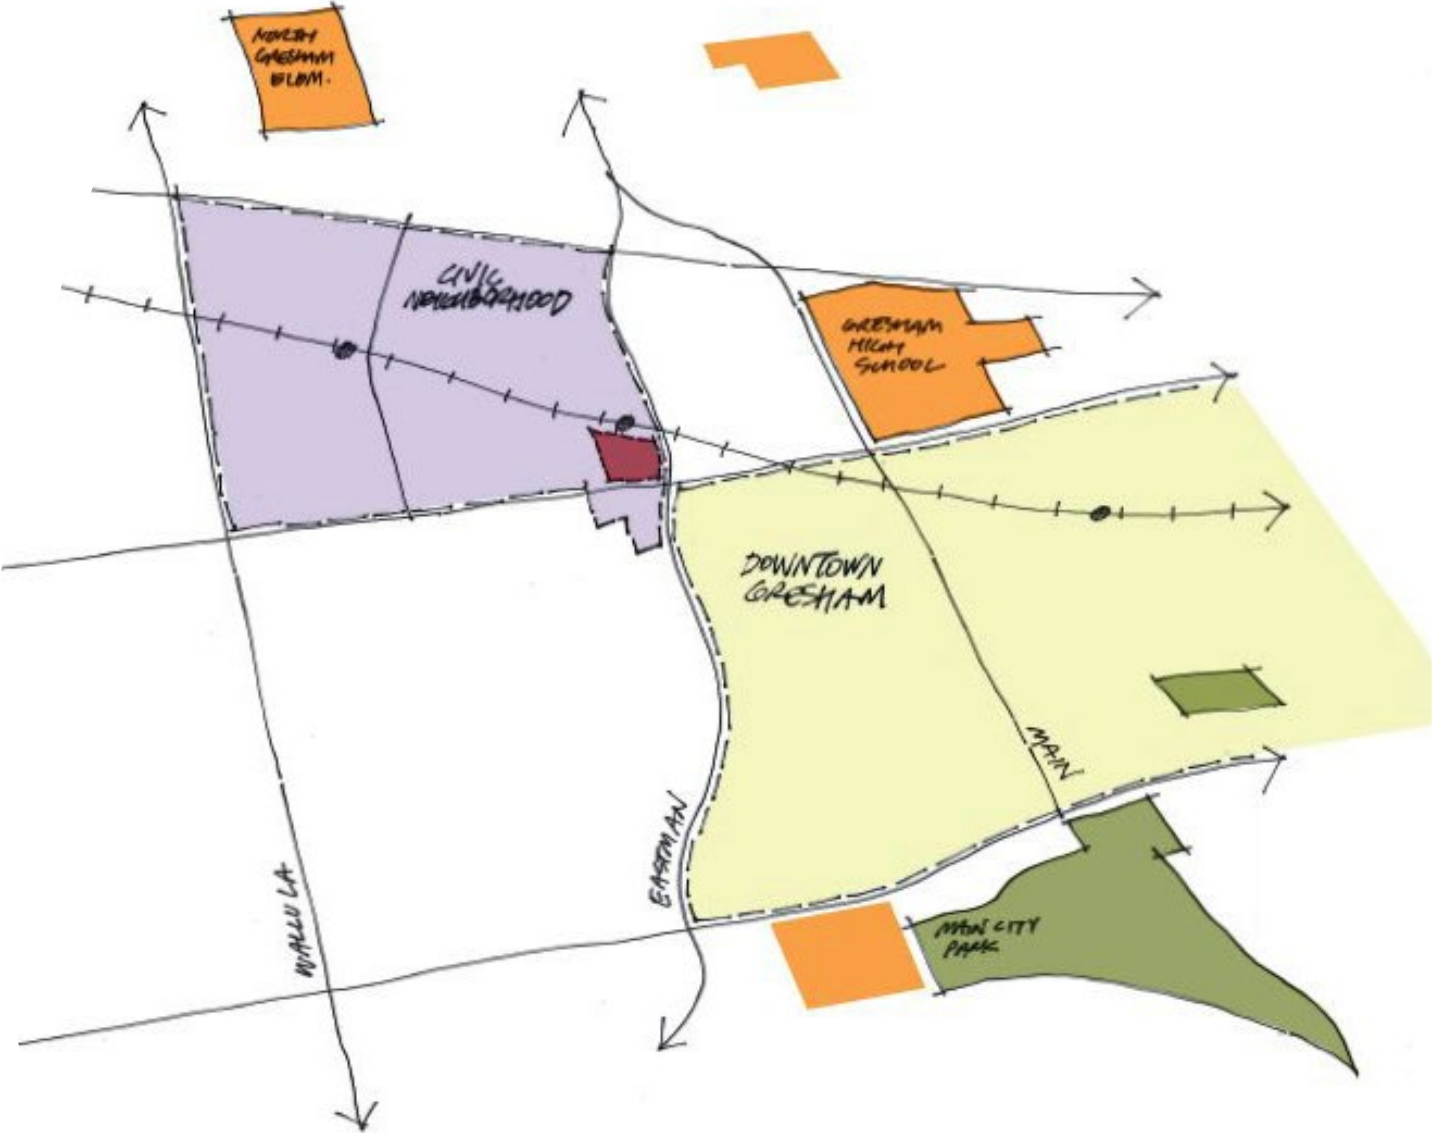 NORTH
GRESHAM
ELEM.
CIVIC
NEIGHBORHOOD
GRESHAM
HIGH
SCHOOL
DOWNTOWN
GRESHAM
MAIN
EASTMAN
WALLULA
MAIN CITY
PARK